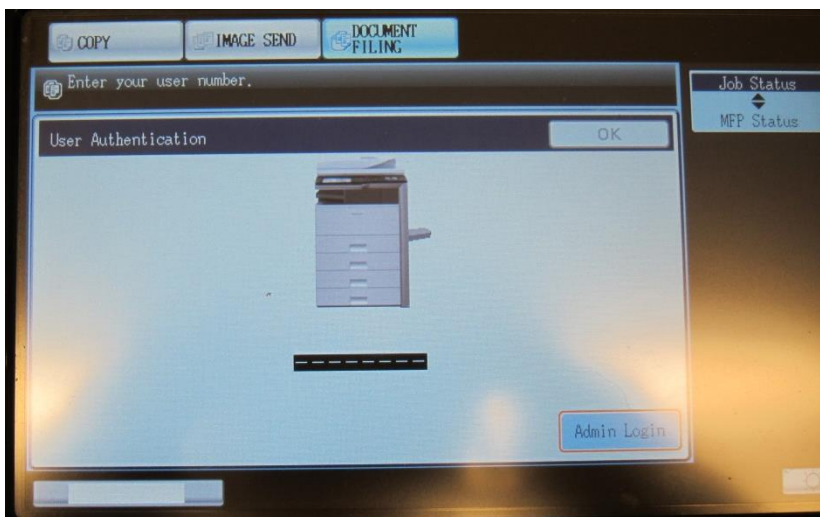 COPY
IMAGE SEND
DOCUMENT
FILING
Enter your user number.
Job Status
MFP Status
User Authentication
OK
Admin Login